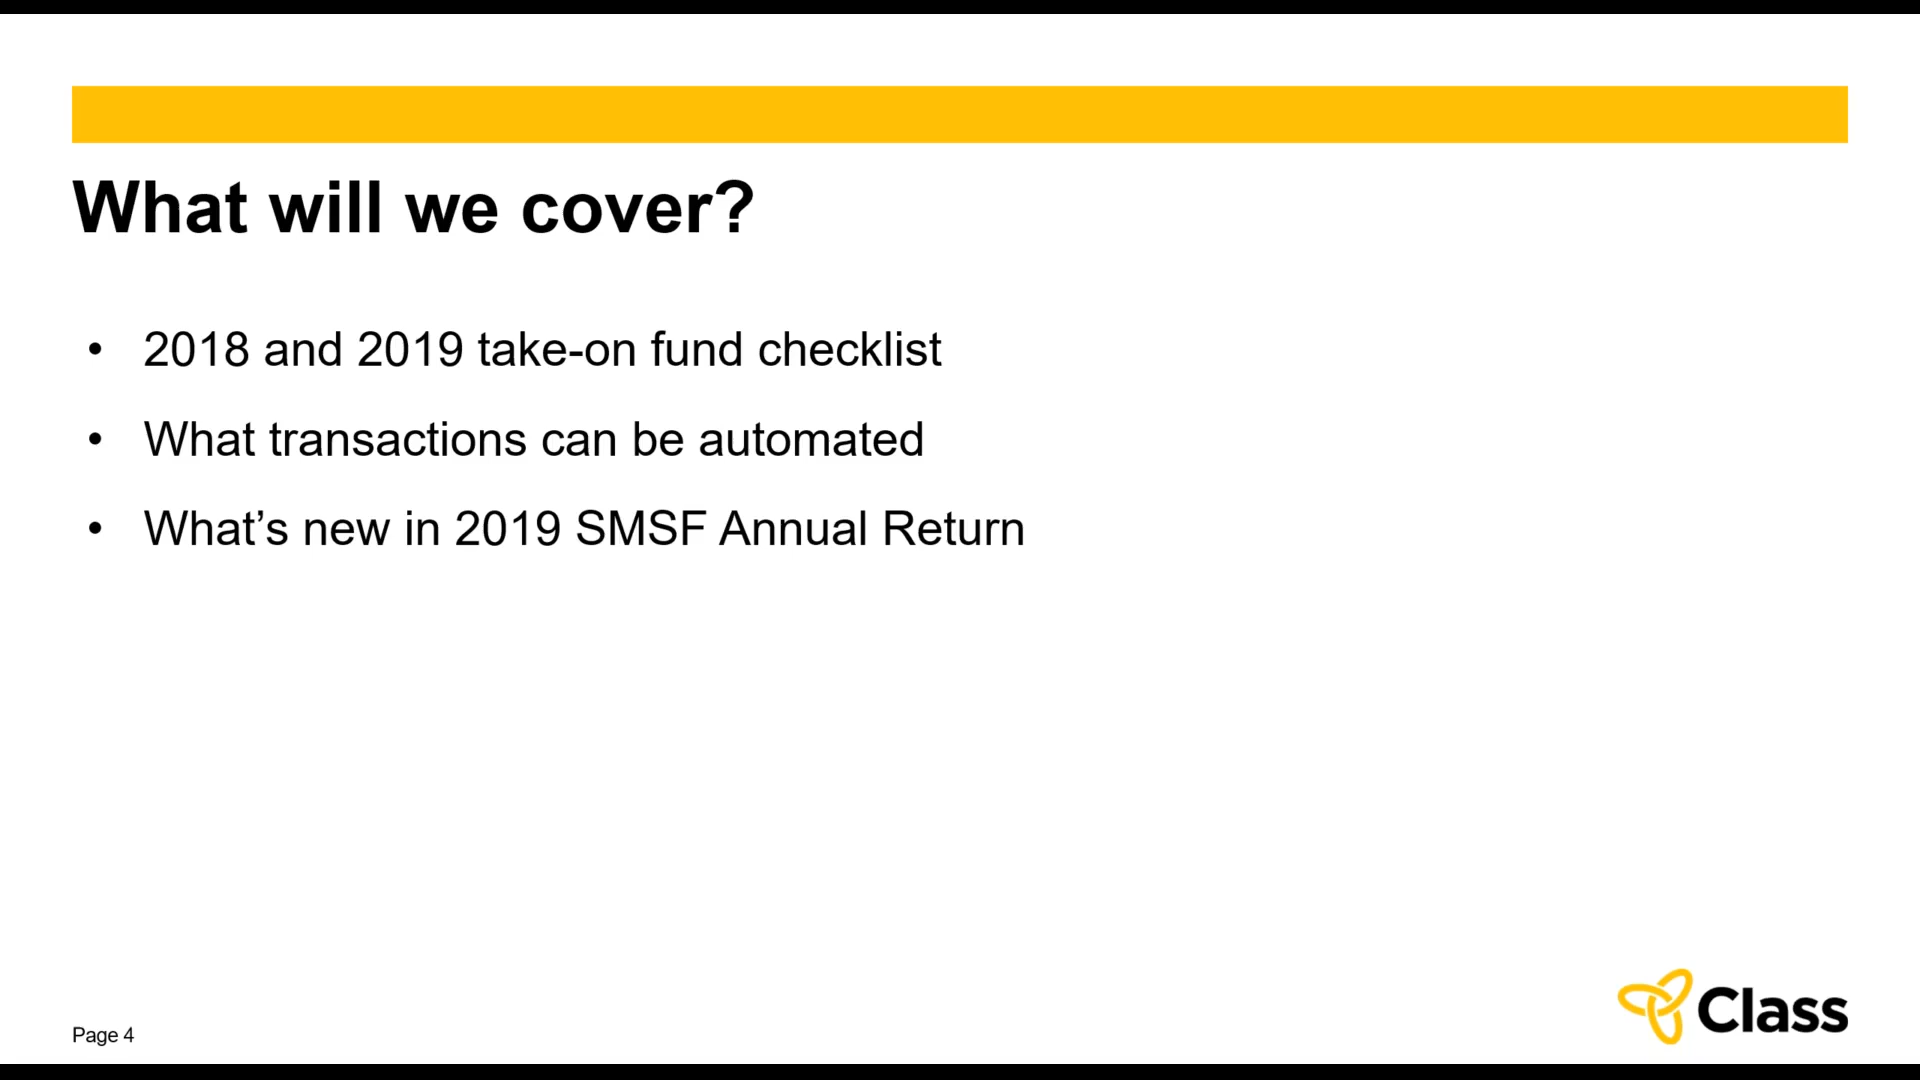 What will we cover?
• 2018 and 2019 take-on fund checklist
• What transactions can be automated
• What’s new in 2019 SMSF Annual Return
Page 4
Class